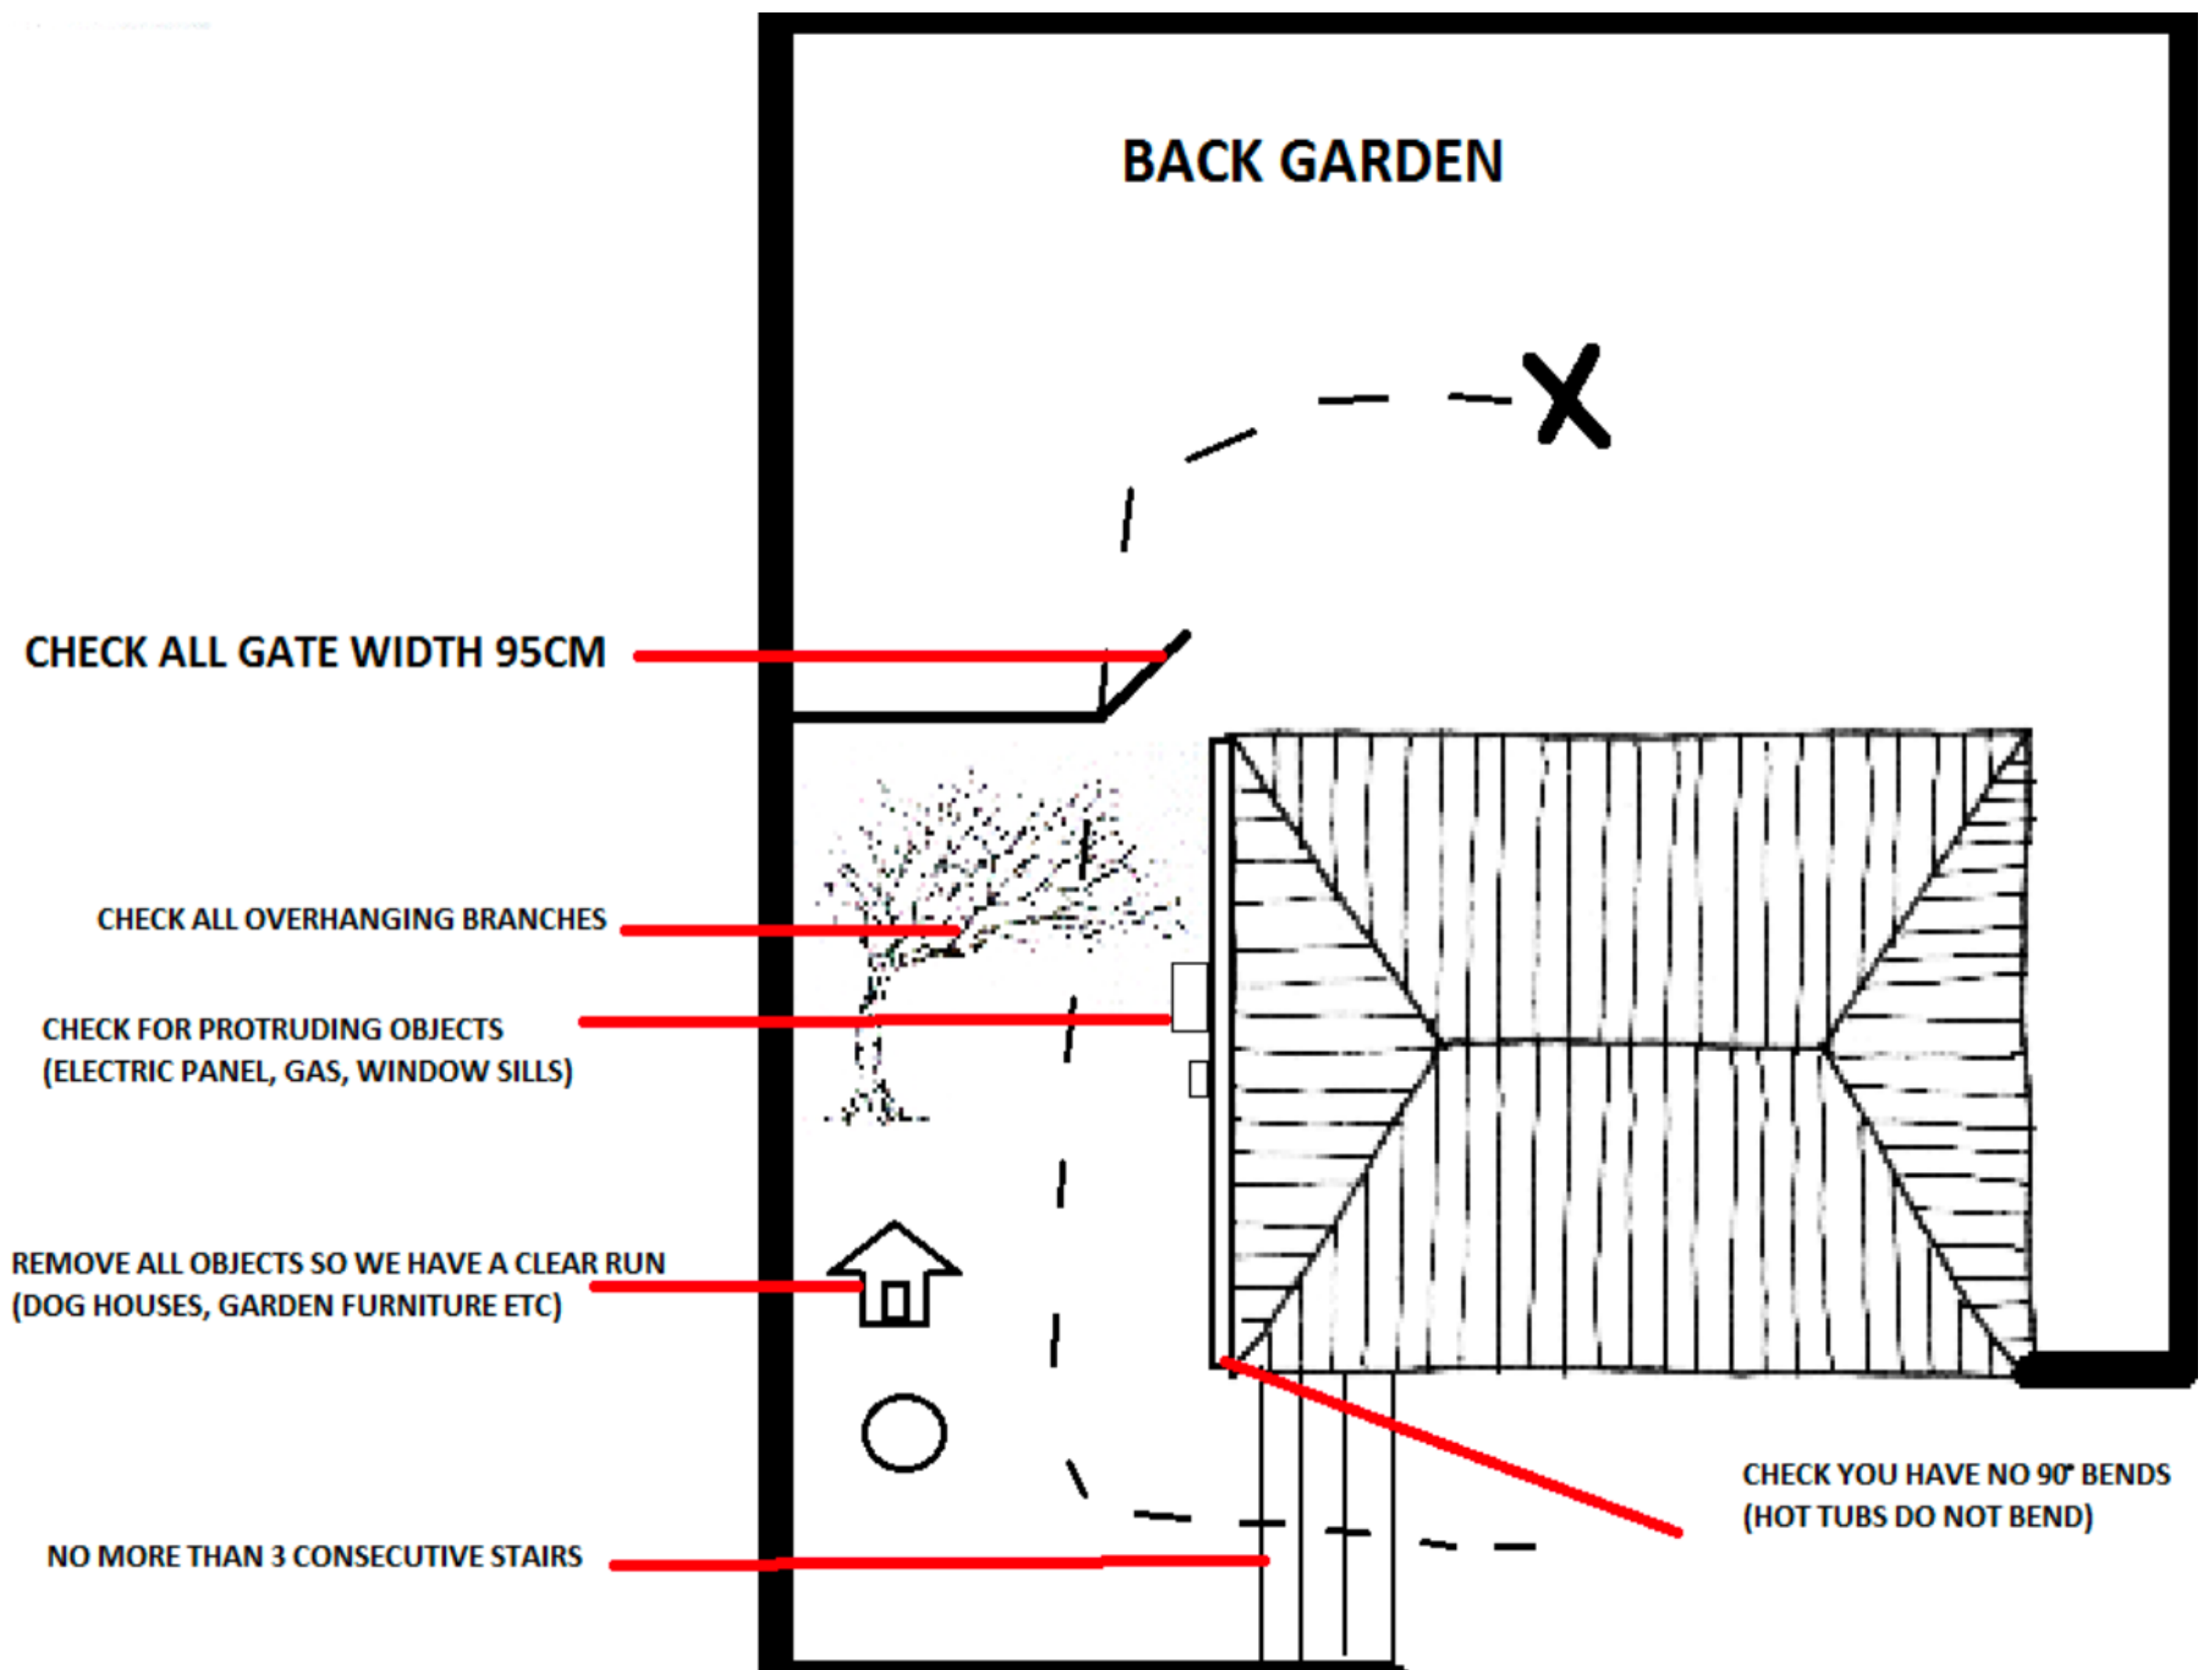 BACK GARDEN
CHECK ALL GATE WIDTH 95CM
CHECK ALL OVERHANGING BRANCHES
CHECK FOR PROTRUDING OBJECTS
(ELECTRIC PANEL, GAS, WINDOW SILLS)
REMOVE ALL OBJECTS SO WE HAVE A CLEAR RUN
(DOG HOUSES, GARDEN FURNITURE ETC)
CHECK YOU HAVE NO 90° BENDS
(HOT TUBS DO NOT BEND)
NO MORE THAN 3 CONSECUTIVE STAIRS